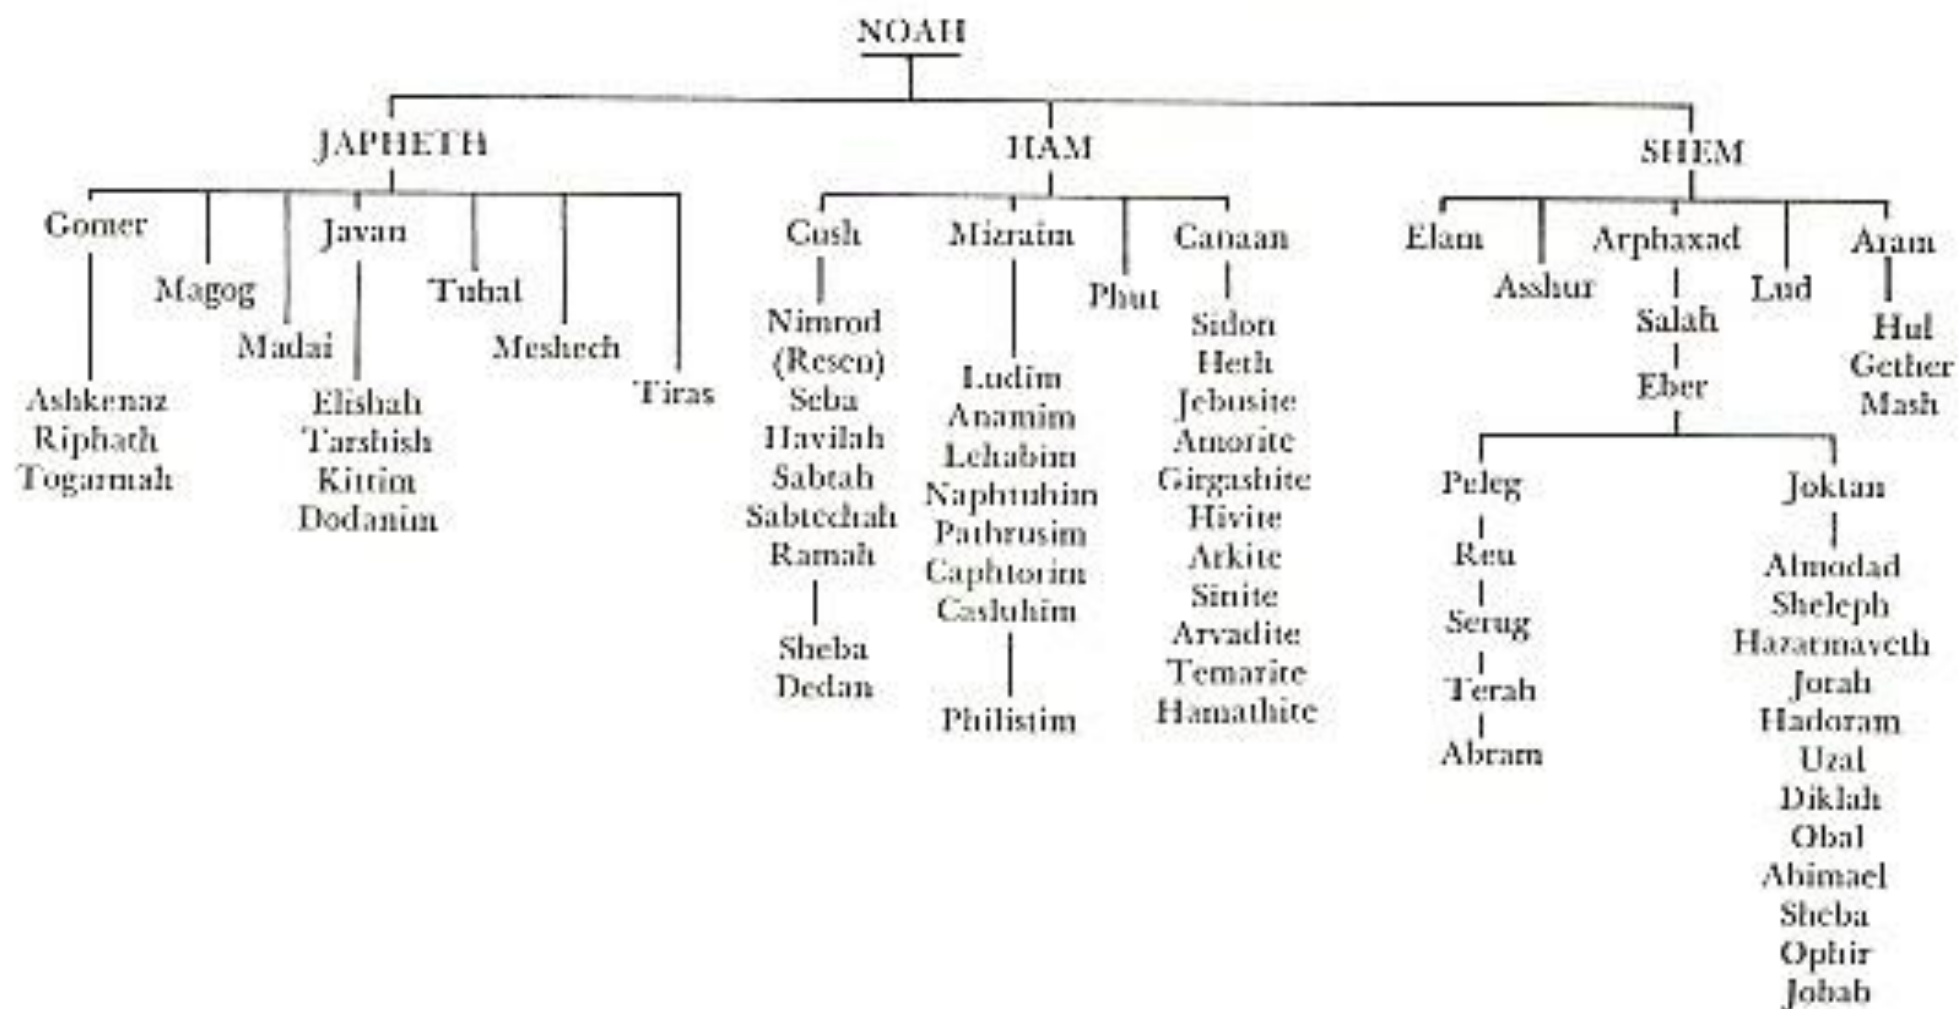 NOAH
JAPHETH
HAM
SHEM
Gomer
Javan
Magog
Tubal
Madai
Meshech
Tiras
Ashkenaz
Riphath
Togarmah
Elishah
Tarshish
Kittim
Dodanim
Cush
Mizraim
Canaan
Phut
Nimrod
(Resen)
Seba
Havilah
Sabtah
Sabtechah
Ramah
Sheba
Dedan
Ludim
Anamim
Lehabim
Naphtuhim
Pathrusim
Caphtorim
Casluhim
Philistim
Sidon
Heth
Jebusite
Amorite
Girgashite
Hivite
Arkite
Sinite
Arvadite
Temarite
Hamathite
Elam
Arphaxad
Aram
Asshur
Lud
Salah
Eber
Hul
Gether
Mash
Peleg
Reu
Serug
Terah
Abram
Joktan
Almodad
Sheleph
Hazarmaveth
Jorah
Hadoram
Uzal
Diklah
Obal
Abimael
Sheba
Ophir
Jobab